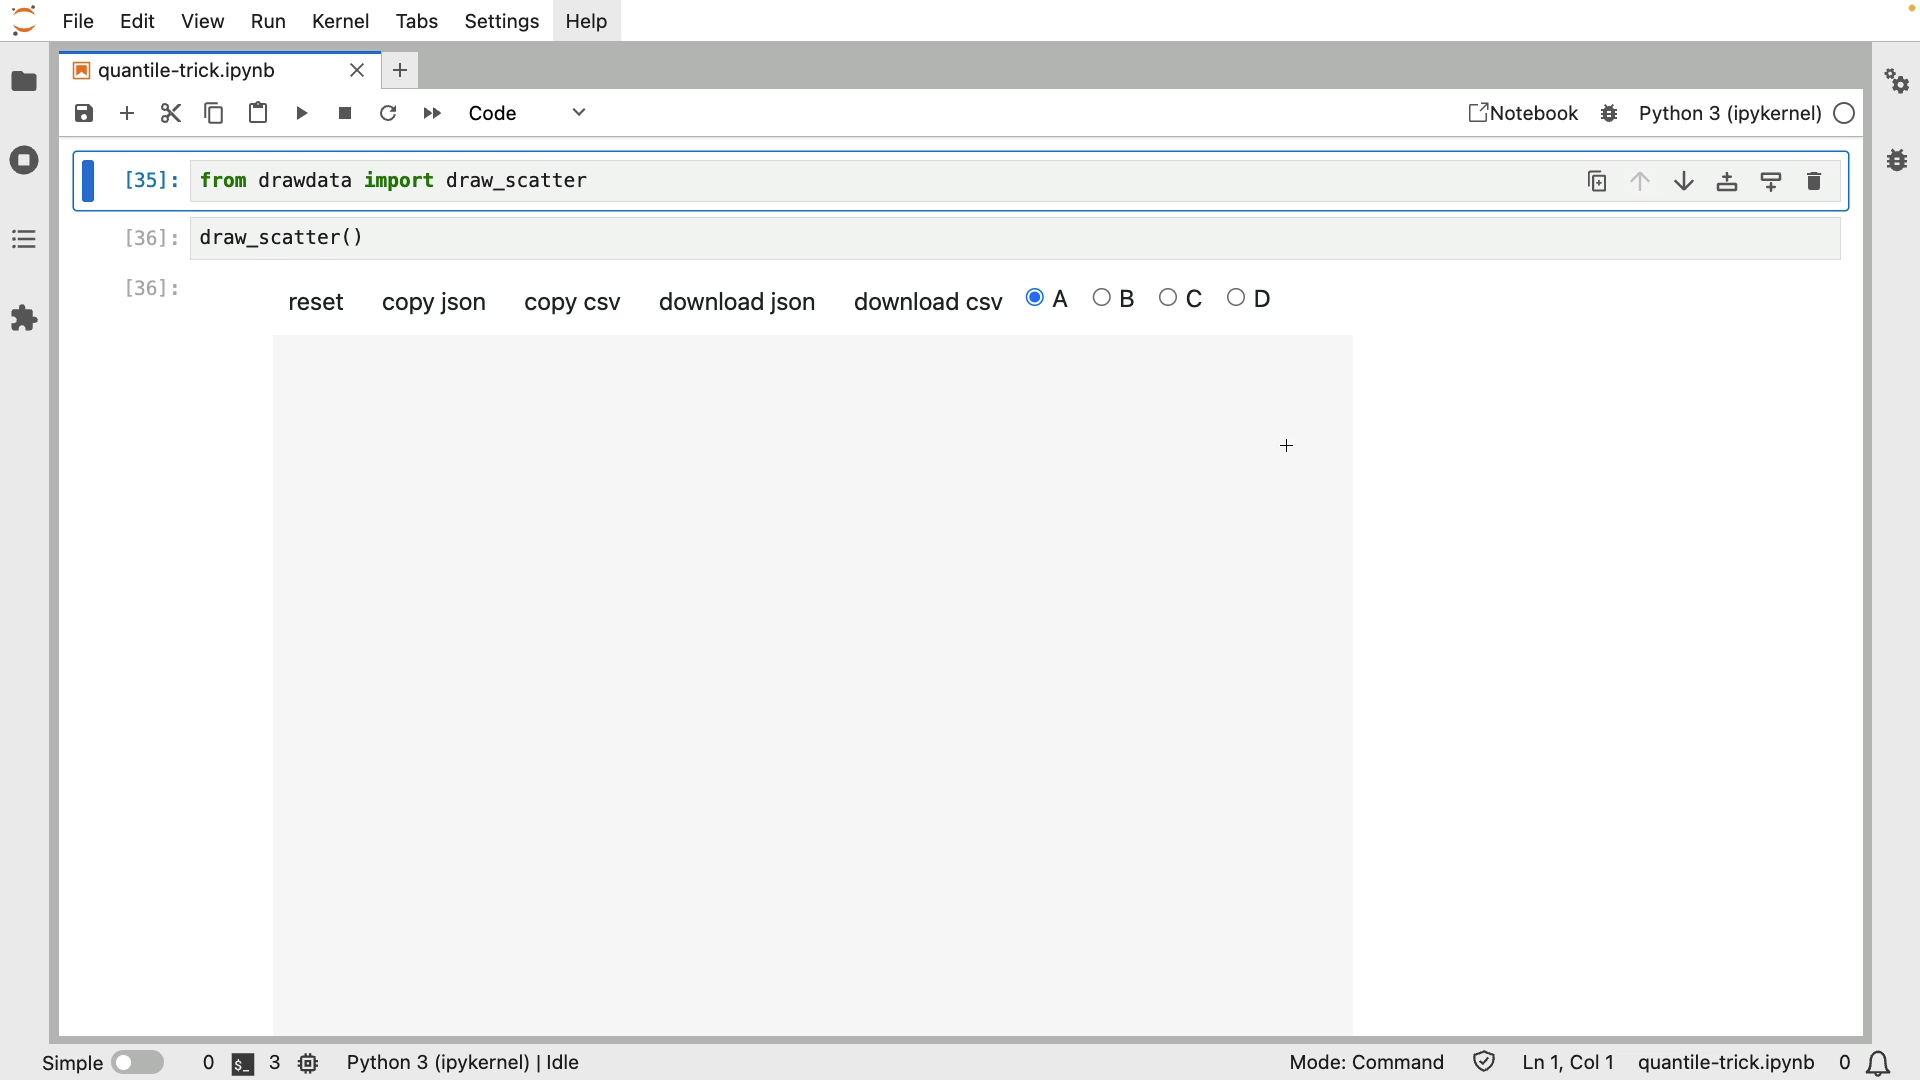 File Edit View Run Kernel Tabs Settings Help
quantile-trick.ipynb
Code
Notebook Python 3 (ipykernel)
[35]: from drawdata import draw_scatter
[36]: draw_scatter()
[36]:
reset copy json copy csv download json download csv A B C D
Simple 0 $_ 3 Python 3 (ipykernel) | Idle Mode: Command Ln 1, Col 1 quantile-trick.ipynb 0